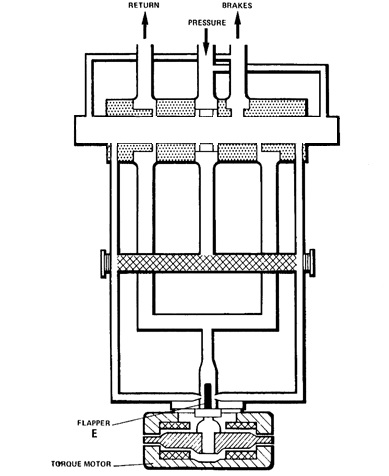 RETURN
PRESSURE
BRAKES
FLAPPER
E
TORQUE MOTOR